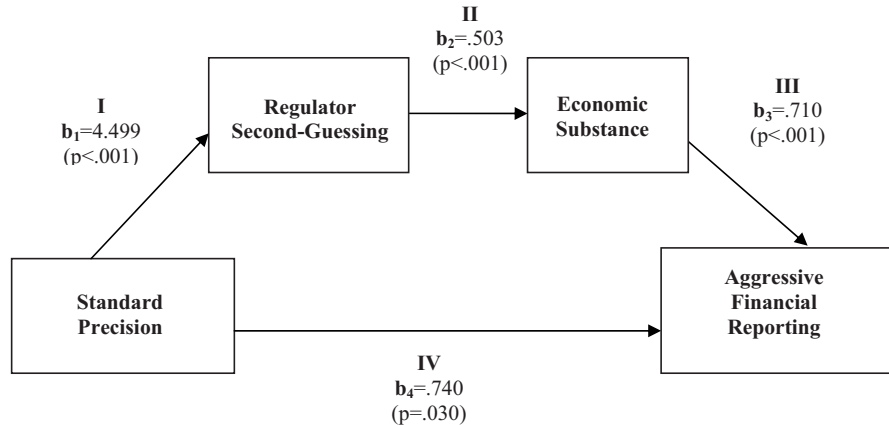 II
b₂=.503
(p<.001)
I
b₁=4.499
(p<.001)
Regulator
Second-Guessing
Economic
Substance
III
b₃=.710
(p<.001)
Standard
Precision
Aggressive
Financial
Reporting
IV
b₄=.740
(p=.030)